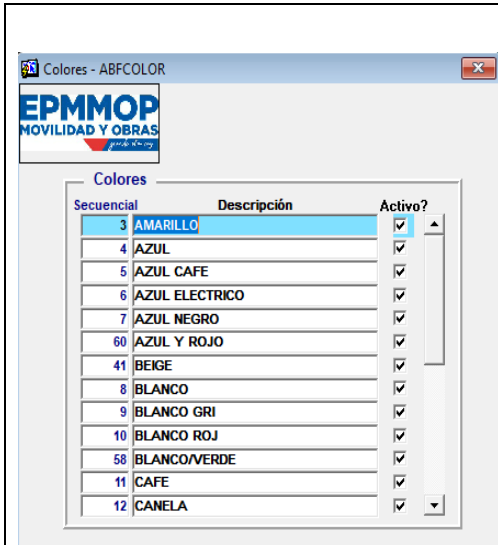 Colores - ABFCOLOR
EPMMOP
MOVILIDAD Y OBRAS
Colores
Secuencial Descripción Activo?
3 AMARILLO
4 AZUL
5 AZUL CAFE
6 AZUL ELECTRICO
7 AZUL NEGRO
60 AZUL Y ROJO
41 BEIGE
8 BLANCO
9 BLANCO GRI
10 BLANCO ROJ
58 BLANCO/VERDE
11 CAFE
12 CANELA